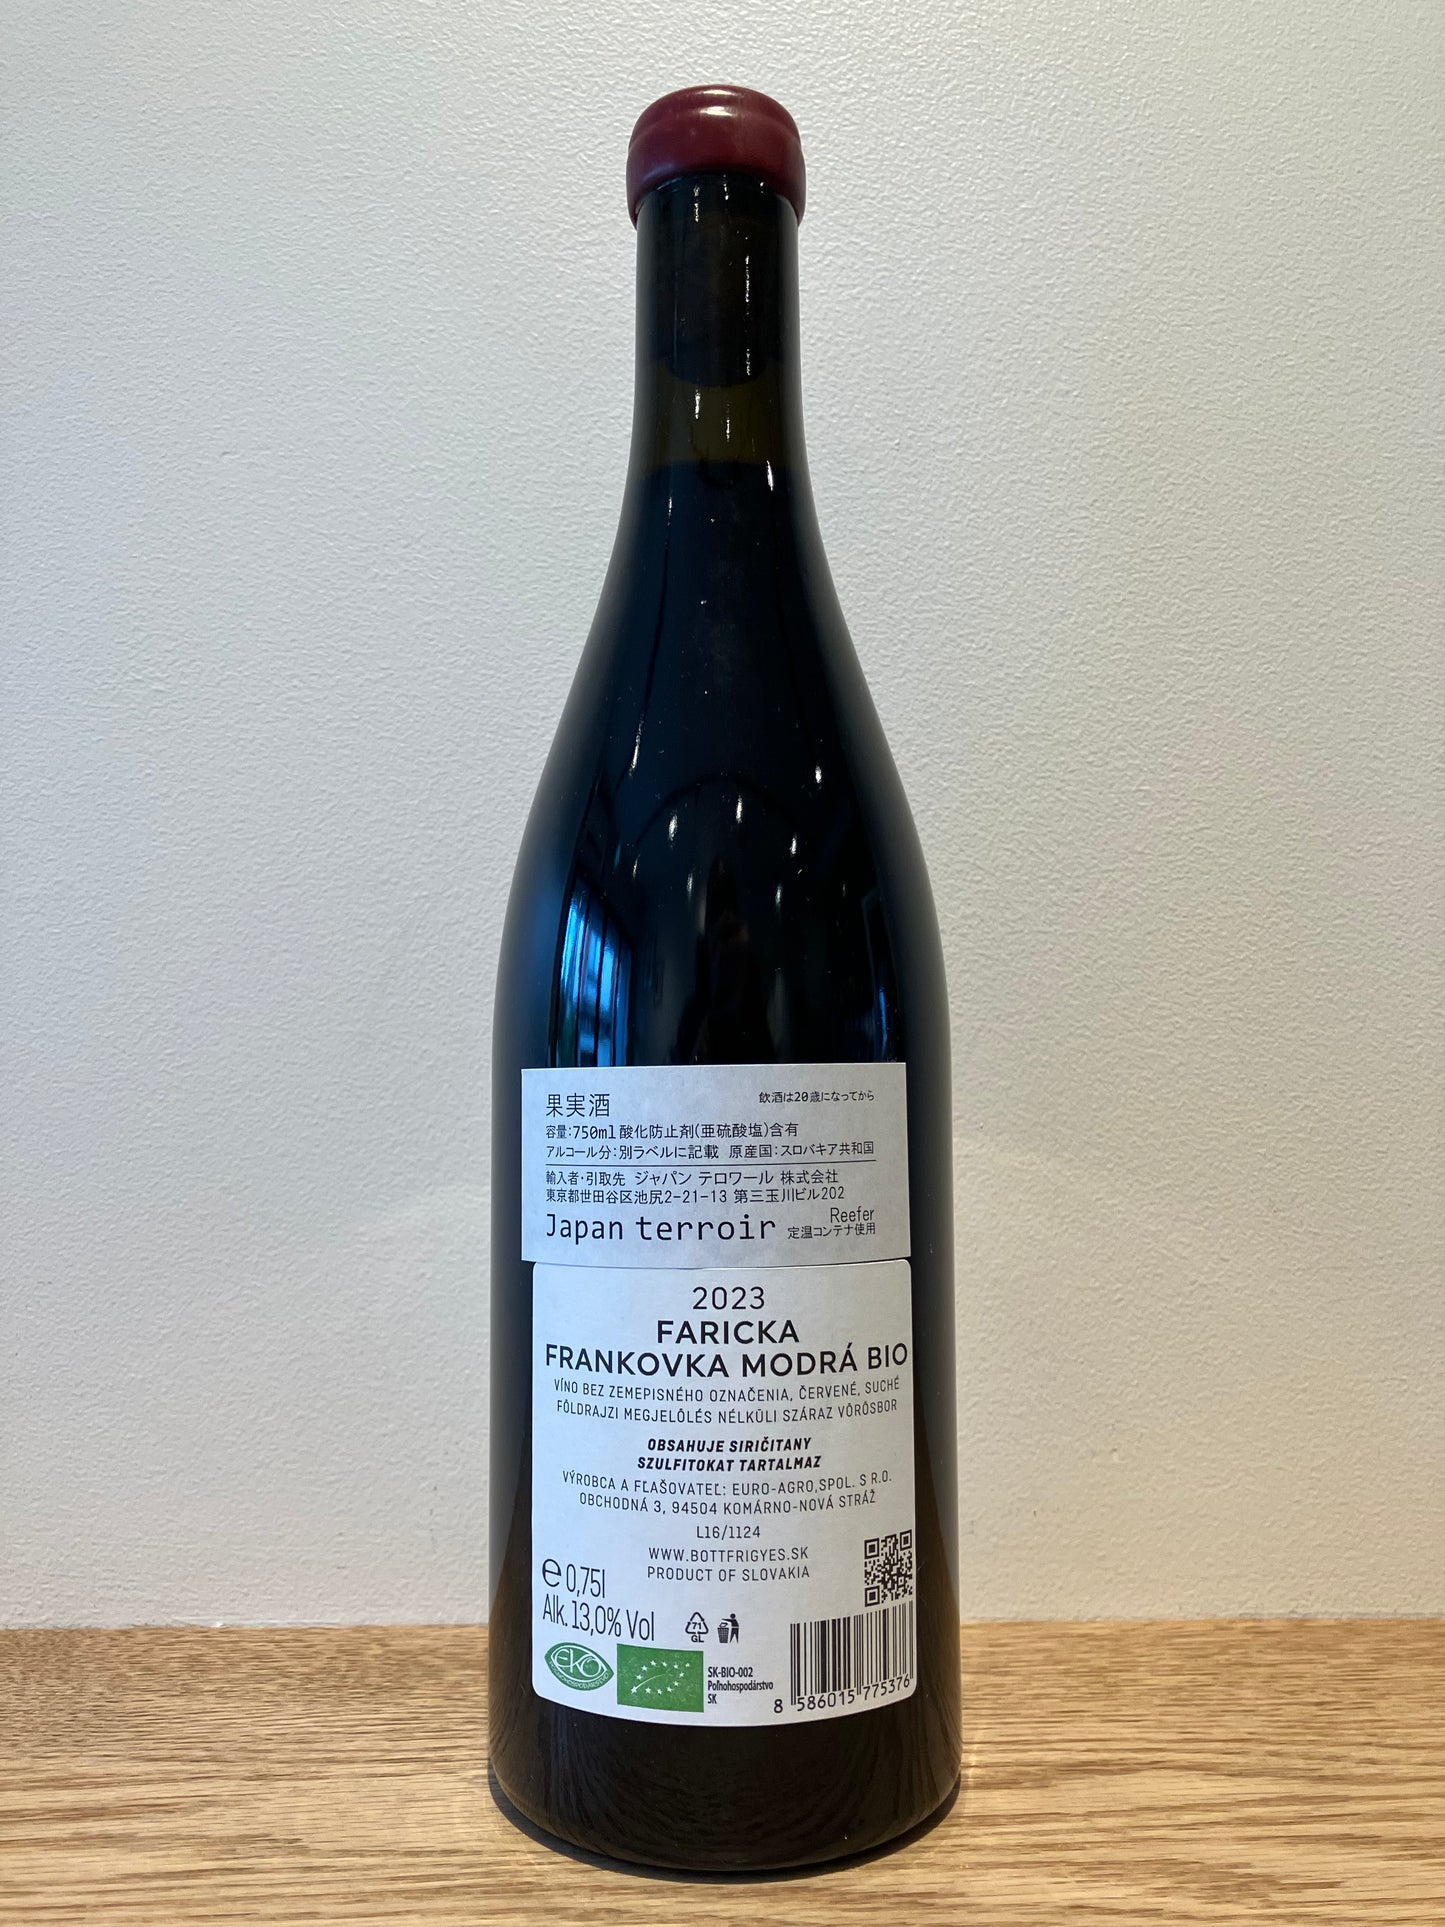 果実酒 飲酒は20歳になってから
容量:750ml 酸化防止剤(亜硫酸塩)含有
アルコール分:別ラベルに記載 原産国:スロバキア共和国
輸入者・引取先 ジャパン テロワール 株式会社
東京都世田谷区池尻2-21-13 第三玉川ビル202
Japan terroir Reefer
定温コンテナ使用
2023
FARICKA
FRANKOVKA MODRÁ BIO
VÍNO BEZ ZEMEPISNÉHO OZNAČENIA, ČERVENÉ, SUCHÉ
FÖLDRAJZI MEGJELÖLÉS NÉLKÜLI SZÁRAZ VÖRÖSBOR
OBSAHUJE SIRIČITANY
SZULFITOKAT TARTALMAZ
VÝROBCA A FĽAŠOVATEĽ: EURO-AGRO,SPOL. S R.O.
OBCHODNÁ 3, 94504 KOMÁRNO-NOVÁ STRÁŽ
L16/1124
WWW.BOTTFRIGYES.SK
PRODUCT OF SLOVAKIA
e 0,75l
Alk. 13,0% Vol
71
GL
EKO
SK-BIO-002
Poľnohospodárstvo
SK
8 586015 775376